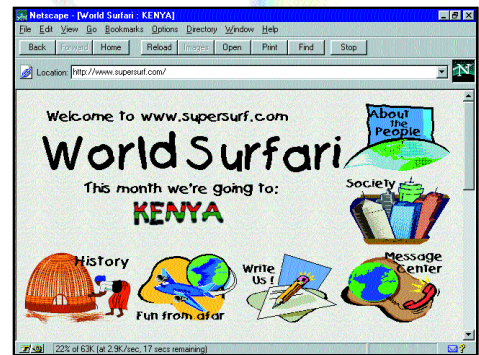 Netscape - [World Surfari : KENYA]
File Edit View Go Bookmarks Options Directory Window Help
Back Forward Home Reload Images Open Print Find Stop
Location: http://www.supersurf.com/
N
Welcome to www.supersurf.com
World Surfari
This month we're going to:
KENYA
About
the
People
Society
History
Fun from afar
Write
Us!
Message
Center
22% of 63K (at 2.9K/sec, 17 secs remaining)